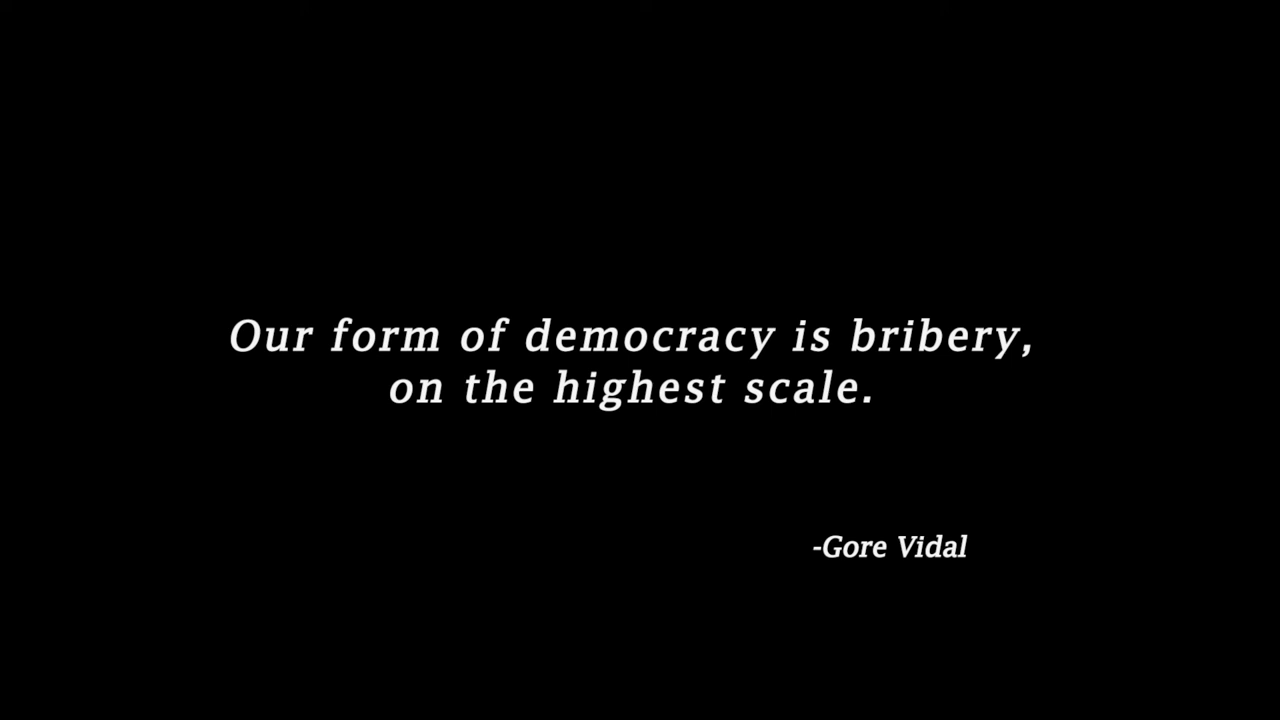 Our form of democracy is bribery,
on the highest scale.
-Gore Vidal